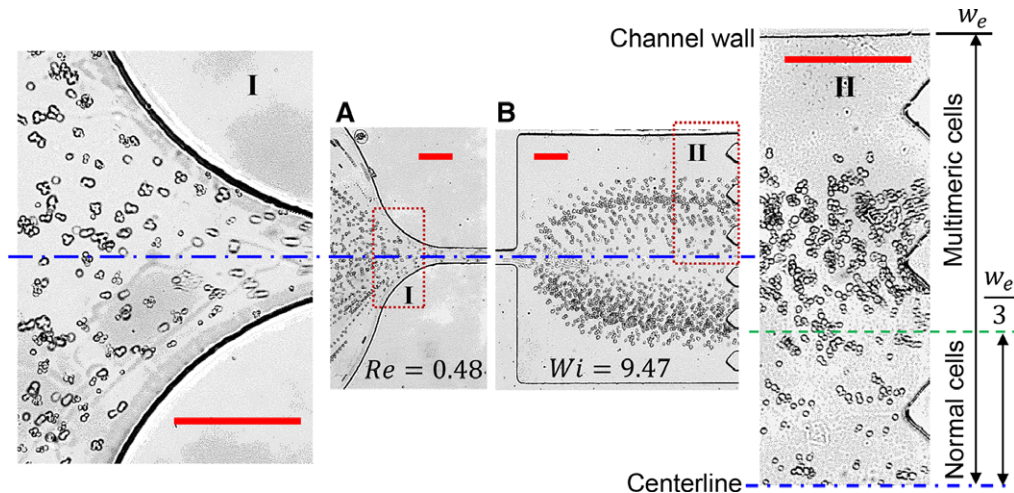 I
A
I
Re = 0.48
B
II
Wi = 9.47
Channel wall
II
Centerline
w_e
Multimeric cells
w_e
3
Normal cells